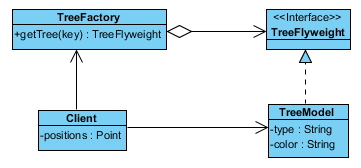 TreeFactory
+getTree(key) : TreeFlyweight
<<Interface>>
TreeFlyweight
Client
-positions : Point
TreeModel
-type : String
-color : String